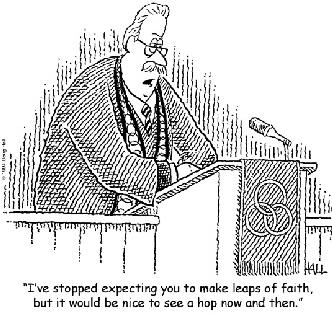 HALL
"I've stopped expecting you to make leaps of faith,
but it would be nice to see a hop now and then."